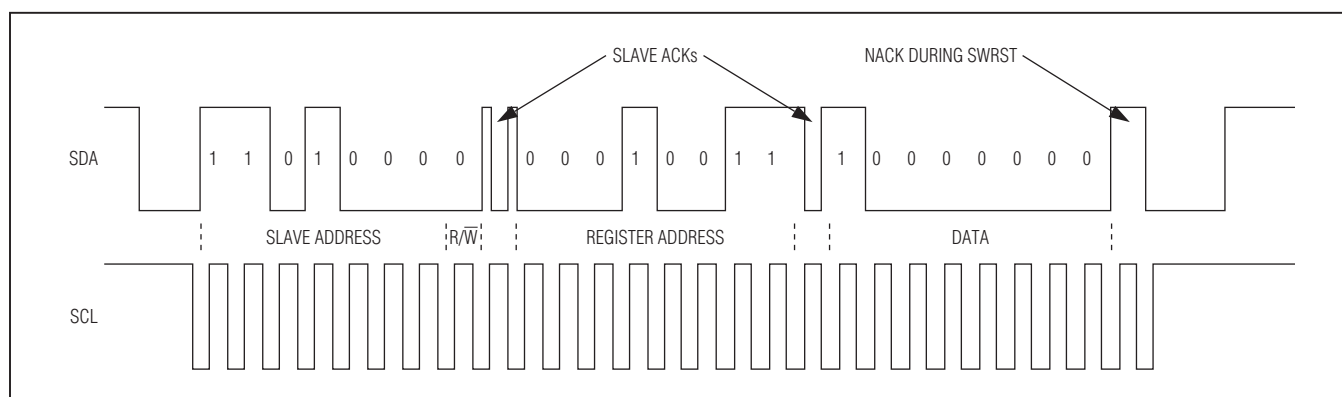 SLAVE ACKs NACK DURING SWRST
SDA 1 1 0 1 0 0 0 0 0 0 0 1 0 0 1 1 1 0 0 0 0 0 0 0
SLAVE ADDRESS R/W̅ REGISTER ADDRESS DATA
SCL